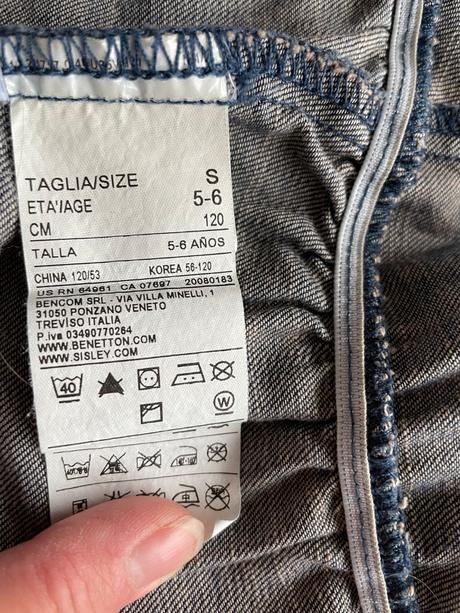 TAGLIA/SIZE S
ETA'/AGE 5-6
CM 120
TALLA 5-6 AÑOS
CHINA 120/53 KOREA 56-120
US RN 64961 CA 07697 20080183
BENCOM SRL - VIA VILLA MINELLI, 1
31050 PONZANO VENETO
TREVISO ITALIA
P.iva 03490770264
WWW.BENETTON.COM
WWW.SISLEY.COM
40
W